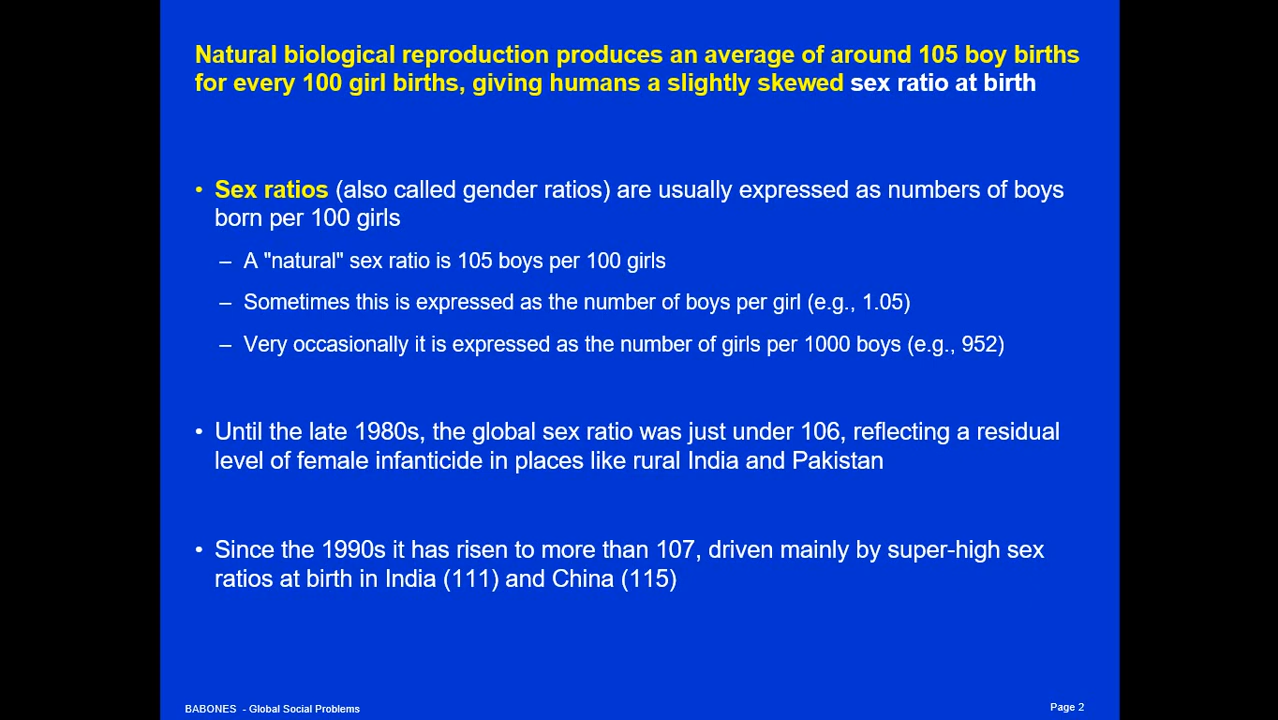 Natural biological reproduction produces an average of around 105 boy births
for every 100 girl births, giving humans a slightly skewed sex ratio at birth
• Sex ratios (also called gender ratios) are usually expressed as numbers of boys
born per 100 girls
– A "natural" sex ratio is 105 boys per 100 girls
– Sometimes this is expressed as the number of boys per girl (e.g., 1.05)
– Very occasionally it is expressed as the number of girls per 1000 boys (e.g., 952)
• Until the late 1980s, the global sex ratio was just under 106, reflecting a residual
level of female infanticide in places like rural India and Pakistan
• Since the 1990s it has risen to more than 107, driven mainly by super-high sex
ratios at birth in India (111) and China (115)
BABONES - Global Social Problems
Page 2